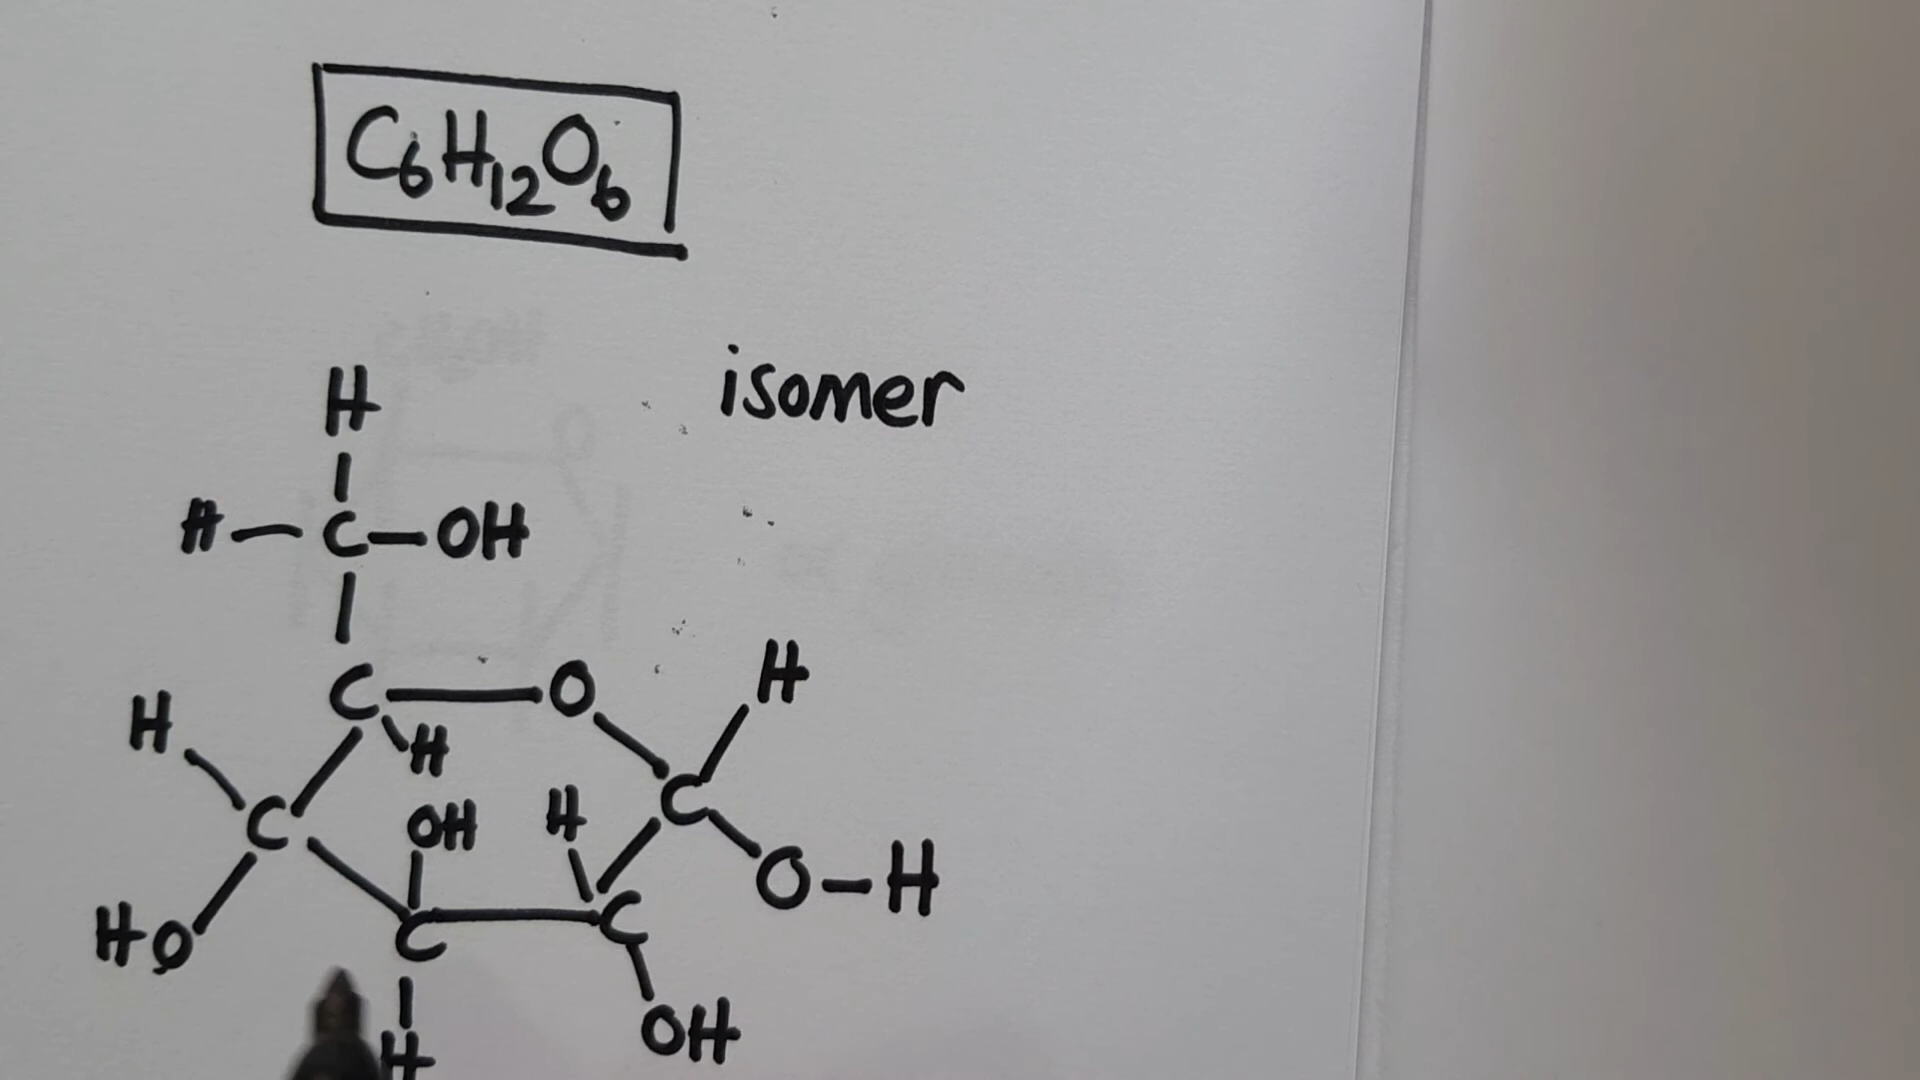 C6H12O6
isomer
H
H-C-OH
C O H
H H
C OH H C
O-H
HO C C
H OH